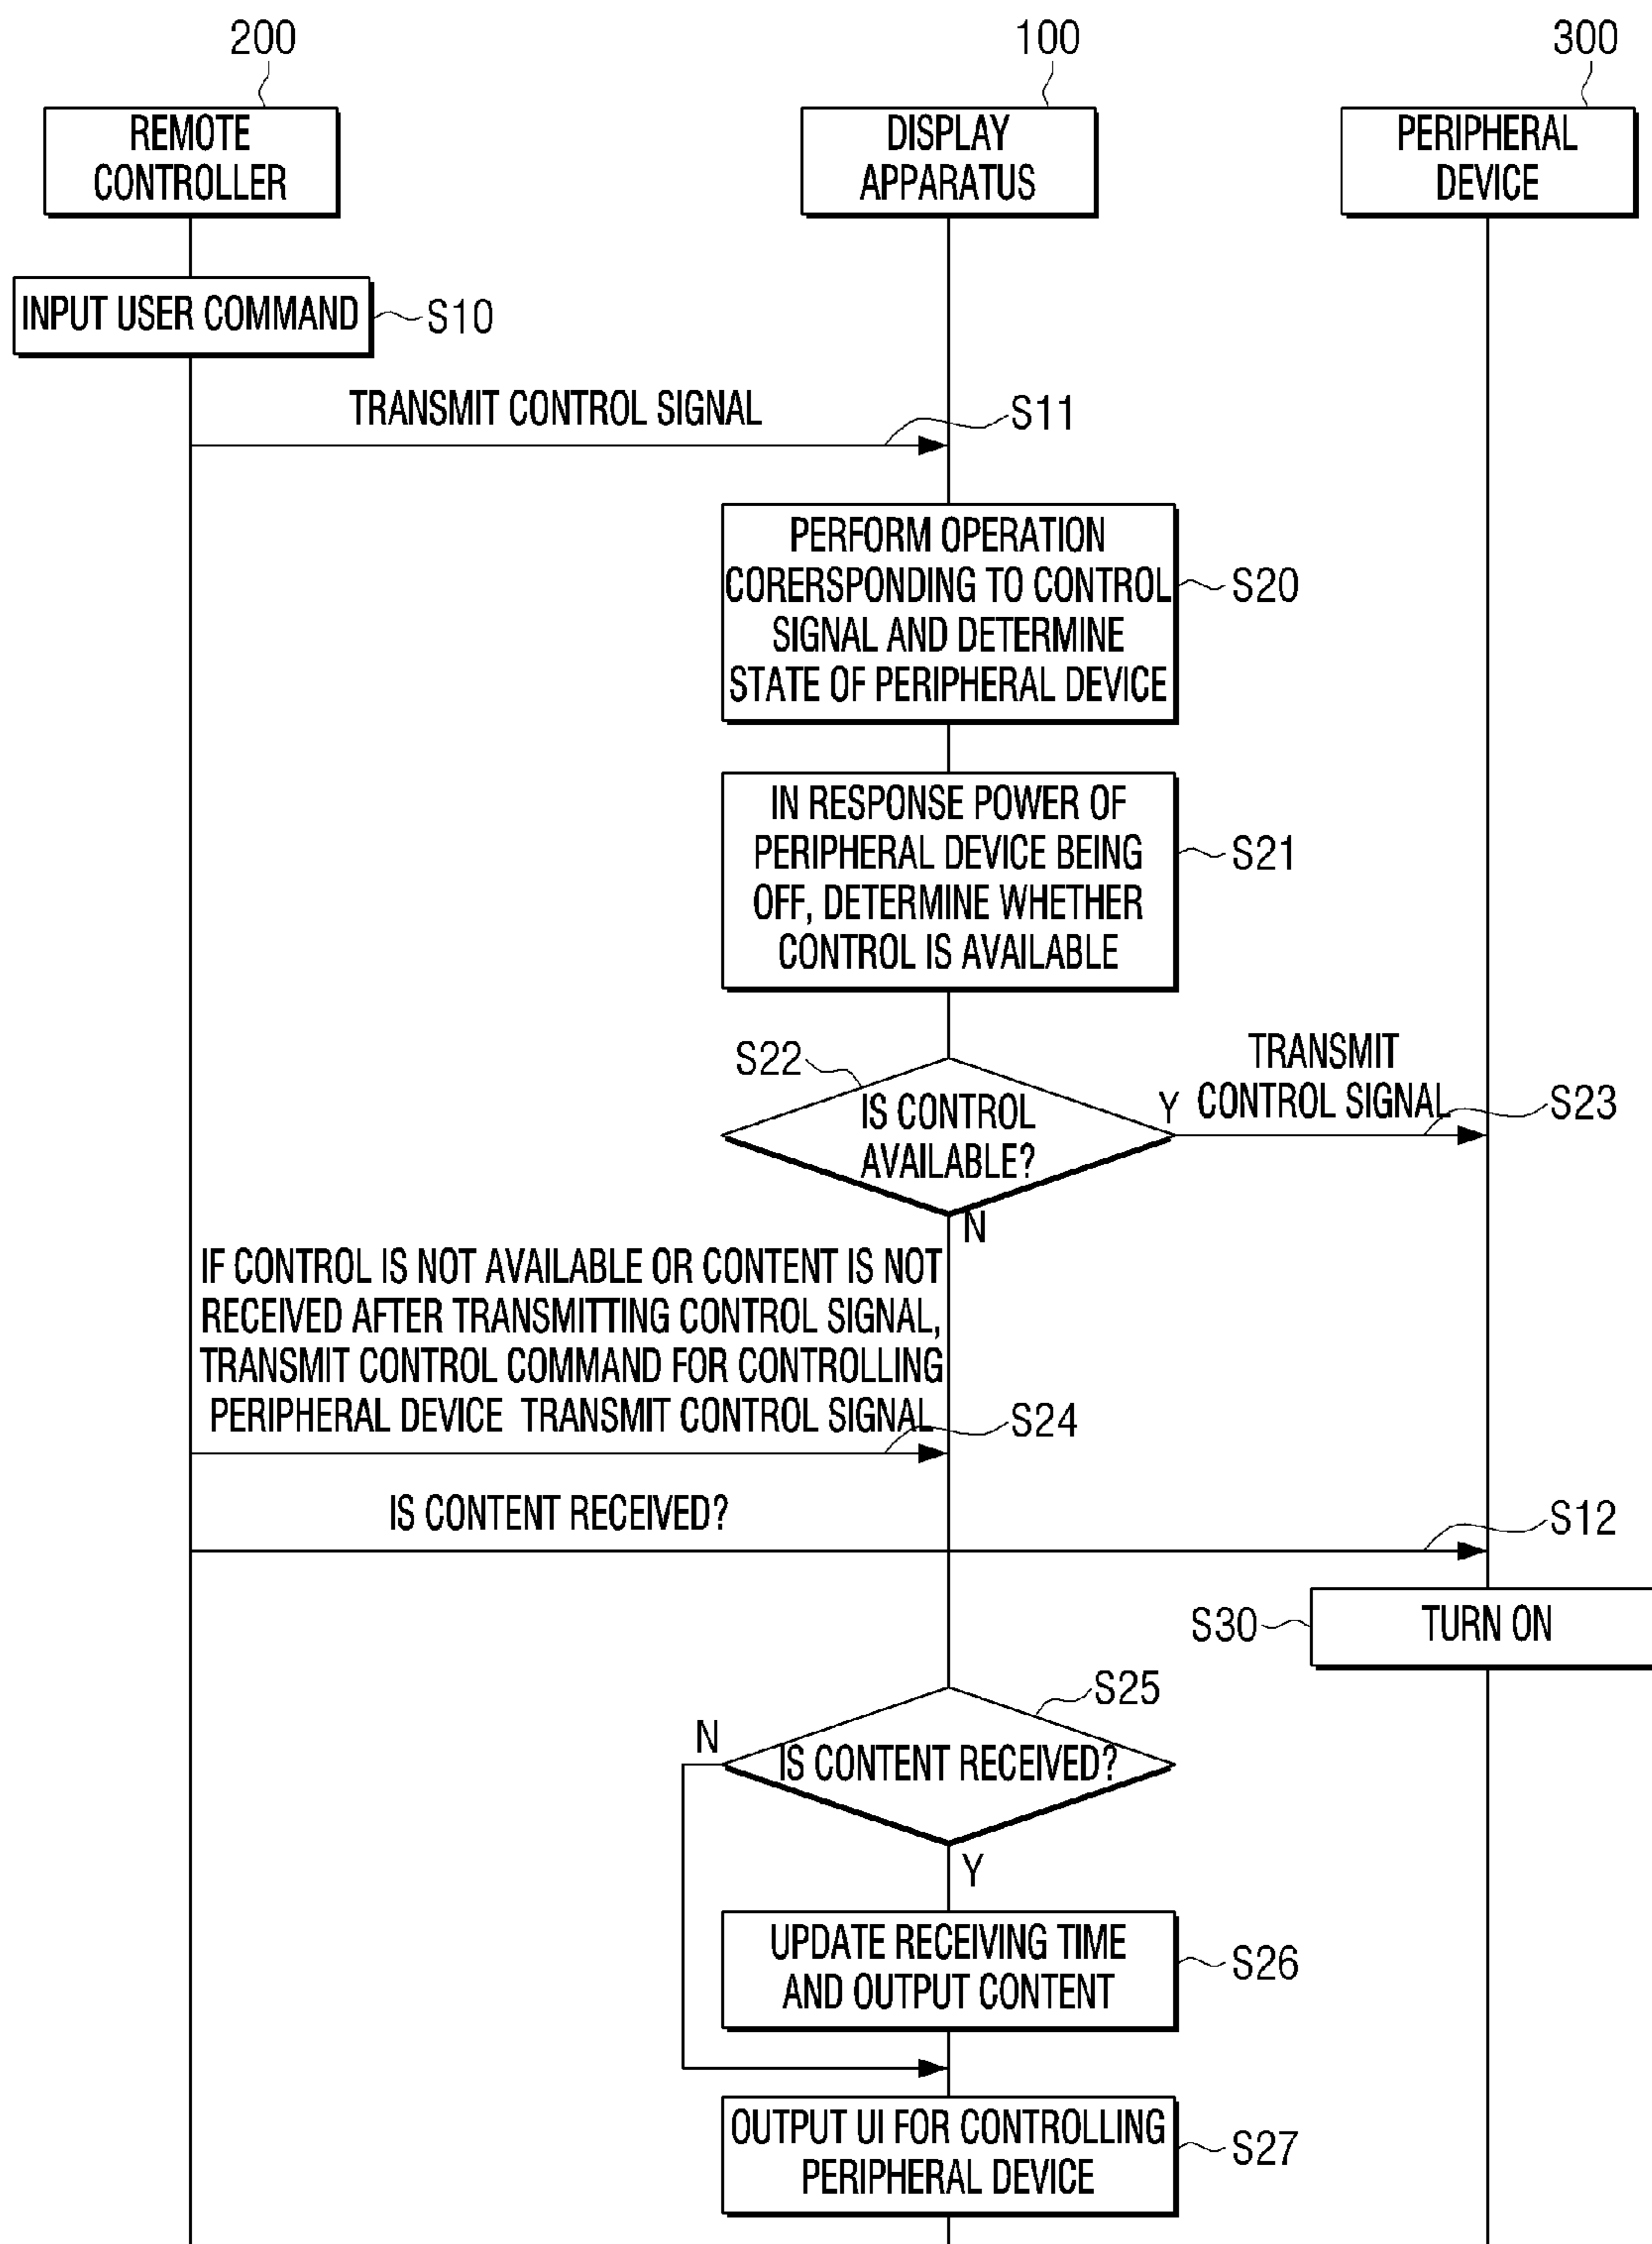 200
100
300
REMOTE
CONTROLLER
DISPLAY
APPARATUS
PERIPHERAL
DEVICE
INPUT USER COMMAND
S10
TRANSMIT CONTROL SIGNAL
S11
PERFORM OPERATION
CORERSPONDING TO CONTROL
SIGNAL AND DETERMINE
STATE OF PERIPHERAL DEVICE
S20
IN RESPONSE POWER OF
PERIPHERAL DEVICE BEING
OFF, DETERMINE WHETHER
CONTROL IS AVAILABLE
S21
S22
IS CONTROL
AVAILABLE?
Y
TRANSMIT
CONTROL SIGNAL
S23
N
IF CONTROL IS NOT AVAILABLE OR CONTENT IS NOT
RECEIVED AFTER TRANSMITTING CONTROL SIGNAL,
TRANSMIT CONTROL COMMAND FOR CONTROLLING
PERIPHERAL DEVICE TRANSMIT CONTROL SIGNAL
S24
IS CONTENT RECEIVED?
S12
S30
TURN ON
S25
N
IS CONTENT RECEIVED?
Y
UPDATE RECEIVING TIME
AND OUTPUT CONTENT
S26
OUTPUT UI FOR CONTROLLING
PERIPHERAL DEVICE
S27